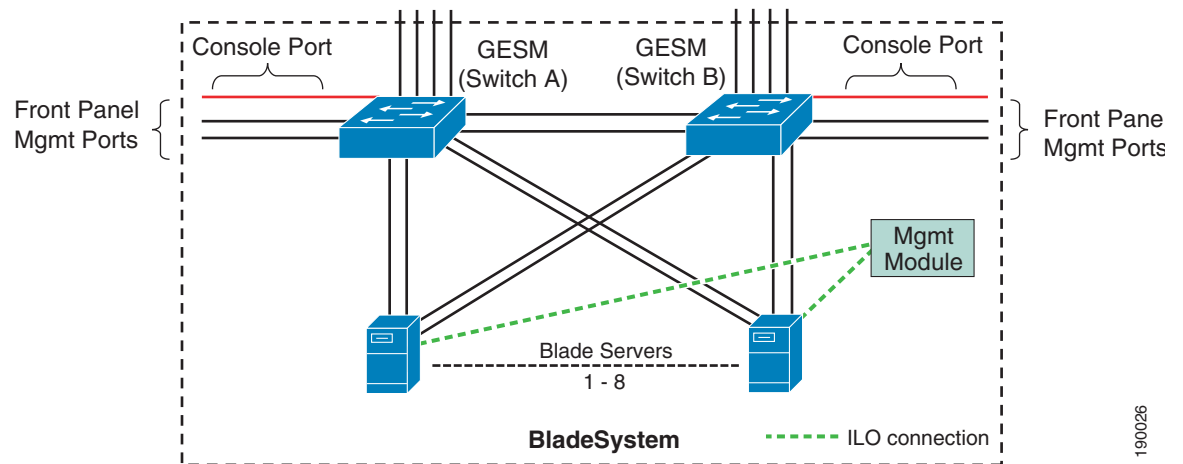 Console Port
GESM
(Switch A)
GESM
(Switch B)
Console Port
Front Panel
Mgmt Ports
Front Pane
Mgmt Ports
Mgmt
Module
Blade Servers
1 - 8
BladeSystem
ILO connection
190026